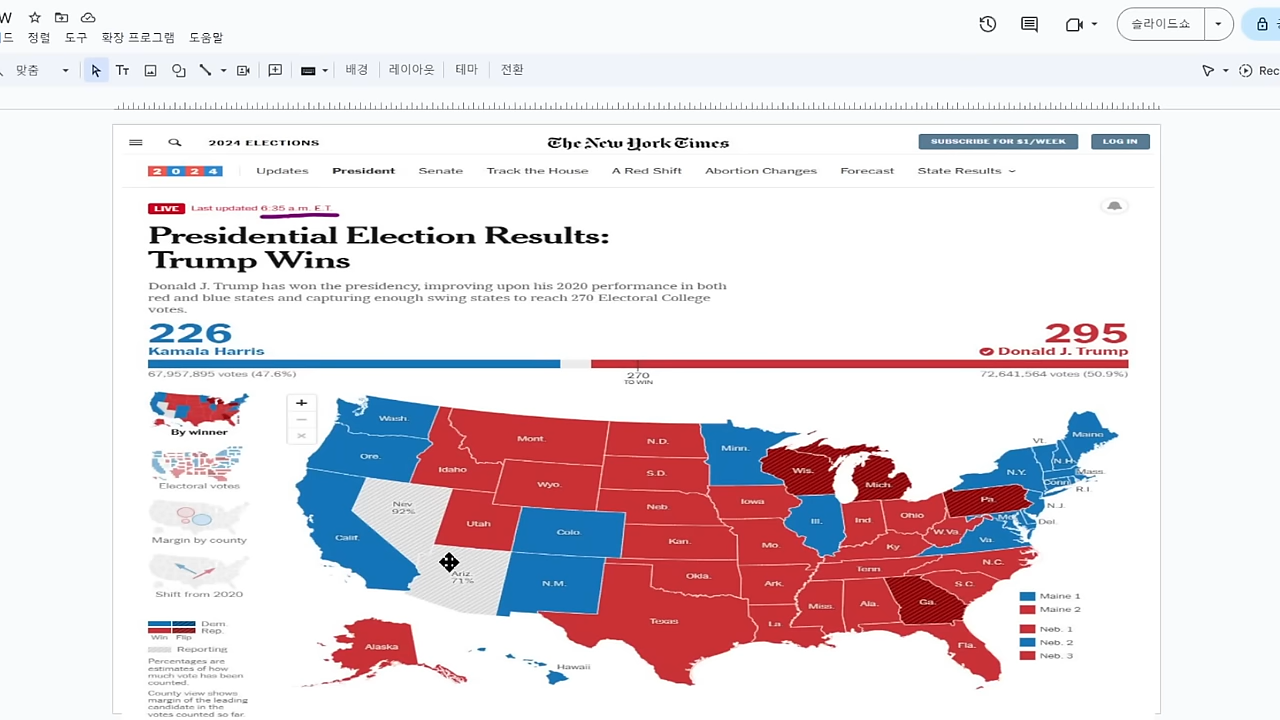 W
드 정렬 도구 확장 프로그램 도움말
슬라이드쇼
맞춤 Tт 배경 레이아웃 테마 전환 Rec
2024 ELECTIONS The New York Times SUBSCRIBE FOR $1/WEEK LOG IN
2024 Updates President Senate Track the House A Red Shift Abortion Changes Forecast State Results
LIVE Last updated 6:35 a.m. E.T.
Presidential Election Results:
Trump Wins
Donald J. Trump has won the presidency, improving upon his 2020 performance in both
red and blue states and capturing enough swing states to reach 270 Electoral College
votes.
226 295
Kamala Harris Donald J. Trump
67,957,895 votes (47.6%) 270 72,641,564 votes (50.9%)
TO WIN
By winner
Electoral votes
Margin by county
Shift from 2020
Dem.
Rep.
Win Flip
Reporting
Percentages are
estimates of how
much vote has been
counted.
County view shows
margin of the leading
candidate in the
votes counted so far.
Wash.
Ore.
Calif.
Nev.
92%
Idaho
Mont.
Wyo.
Utah
Ariz.
71%
Colo.
N.M.
N.D.
S.D.
Neb.
Kan.
Okla.
Texas
Minn.
Iowa
Mo.
Ark.
La.
Wis.
Ill.
Mich.
Ind.
Ohio
Ky.
Tenn.
Miss.
Ala.
Ga.
Fla.
S.C.
N.C.
Va.
W.Va.
Pa.
N.Y.
Vt.
N.H.
Maine
Mass.
Conn.
R.I.
N.J.
Del.
Md.
Alaska
Hawaii
Maine 1
Maine 2
Neb. 1
Neb. 2
Neb. 3